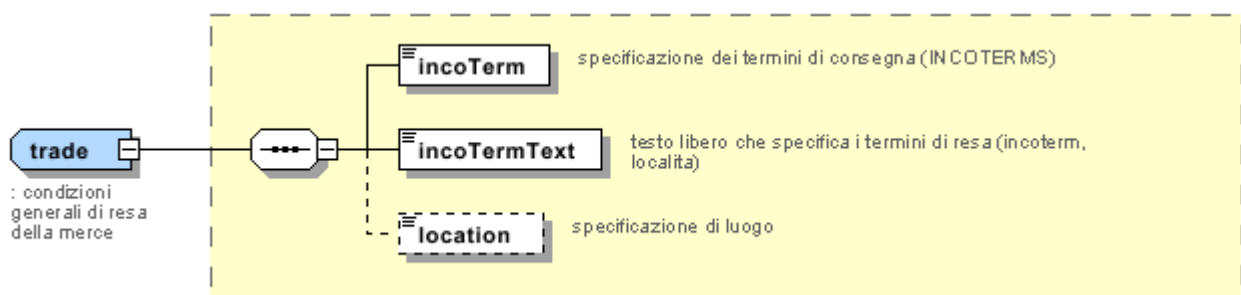 incoTerm
specificazione dei termini di consegna (INCOTERMS)
trade
: condizioni
generali di resa
della merce
incoTermText
testo libero che specifica i termini di resa (incoterm,
localita)
location
specificazione di luogo